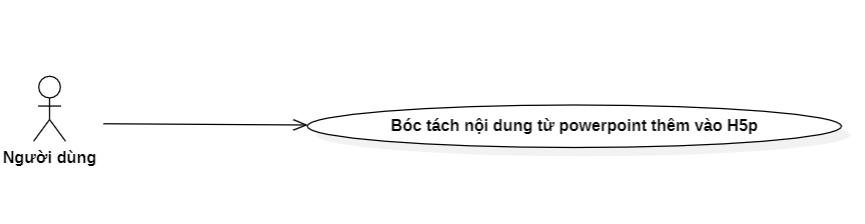 Bóc tách nội dung từ powerpoint thêm vào H5p
Người dùng